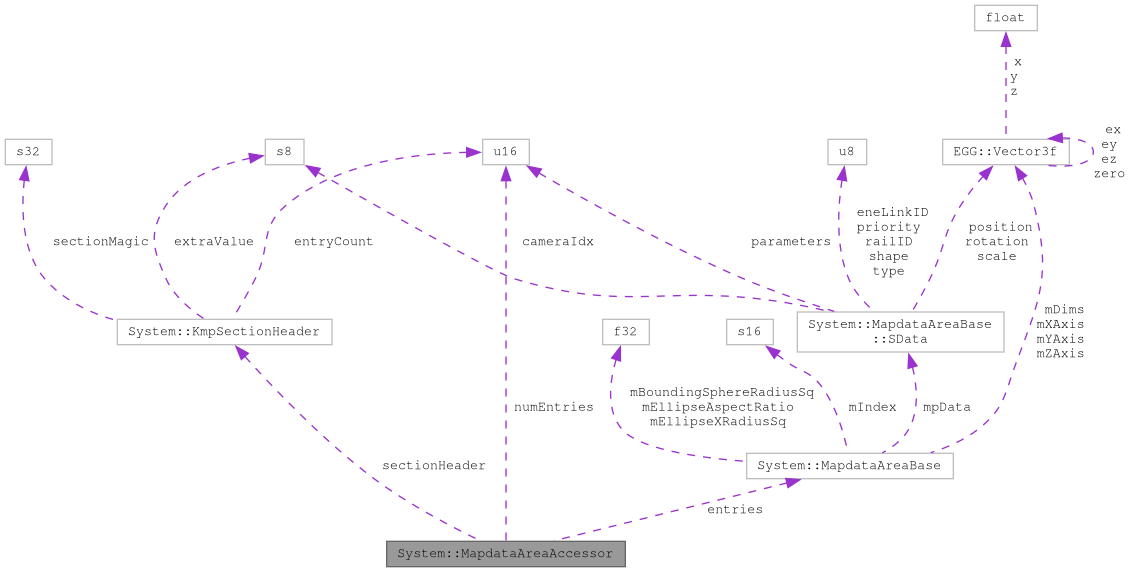 float
x
y
z
s32
s8
u16
u8
EGG::Vector3f
ex
ey
ez
zero
sectionMagic
extraValue
entryCount
cameraIdx
parameters
eneLinkID
priority
railID
shape
type
position
rotation
scale
System::KmpSectionHeader
f32
s16
System::MapdataAreaBase
::SData
mDims
mXAxis
mYAxis
mZAxis
numEntries
mBoundingSphereRadiusSq
mEllipseAspectRatio
mEllipseXRadiusSq
mIndex
mpData
sectionHeader
System::MapdataAreaBase
entries
System::MapdataAreaAccessor